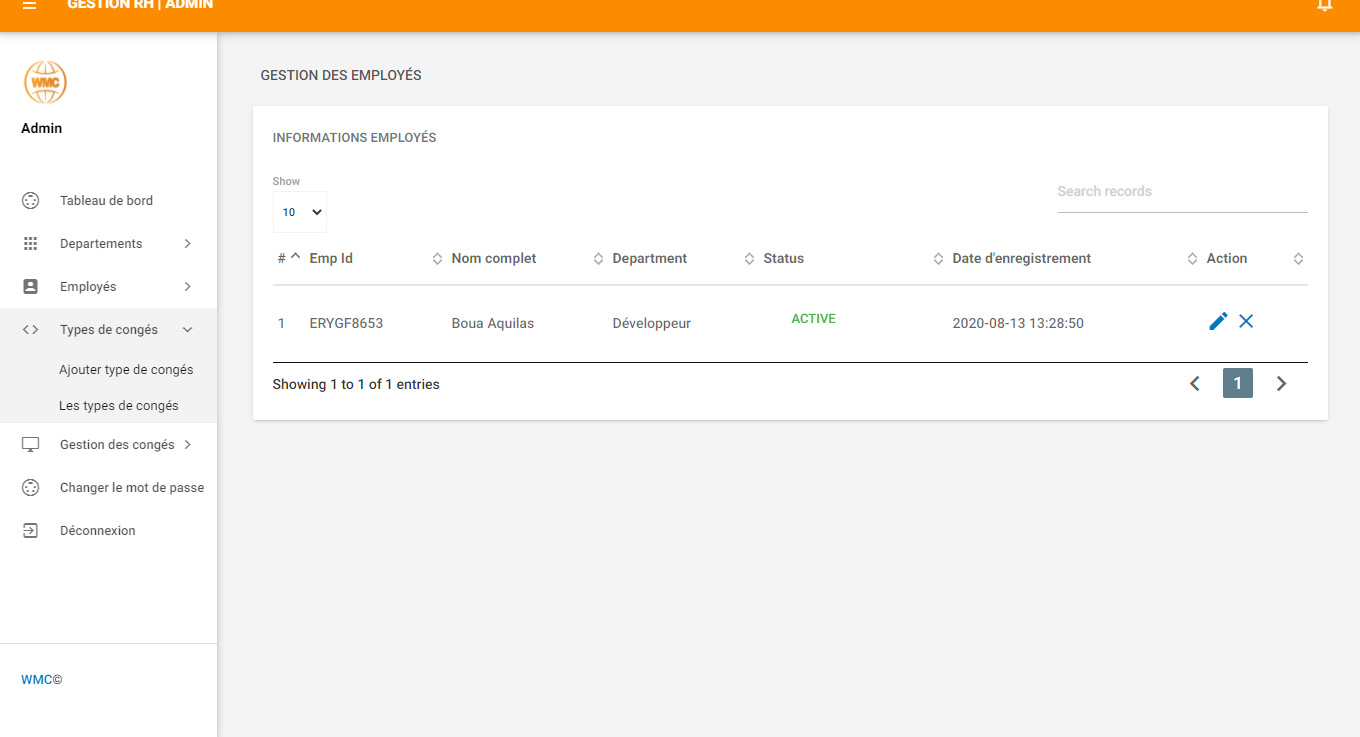 GESTION RH | ADMIN
WMC
Admin
Tableau de bord
Departements
Employés
Types de congés
Ajouter type de congés
Les types de congés
Gestion des congés
Changer le mot de passe
Déconnexion
WMC©
GESTION DES EMPLOYÉS
INFORMATIONS EMPLOYÉS
Show
10
Search records
# Emp Id Nom complet Department Status Date d'enregistrement Action
1 ERYGF8653 Boua Aquilas Développeur ACTIVE 2020-08-13 13:28:50
Showing 1 to 1 of 1 entries
1